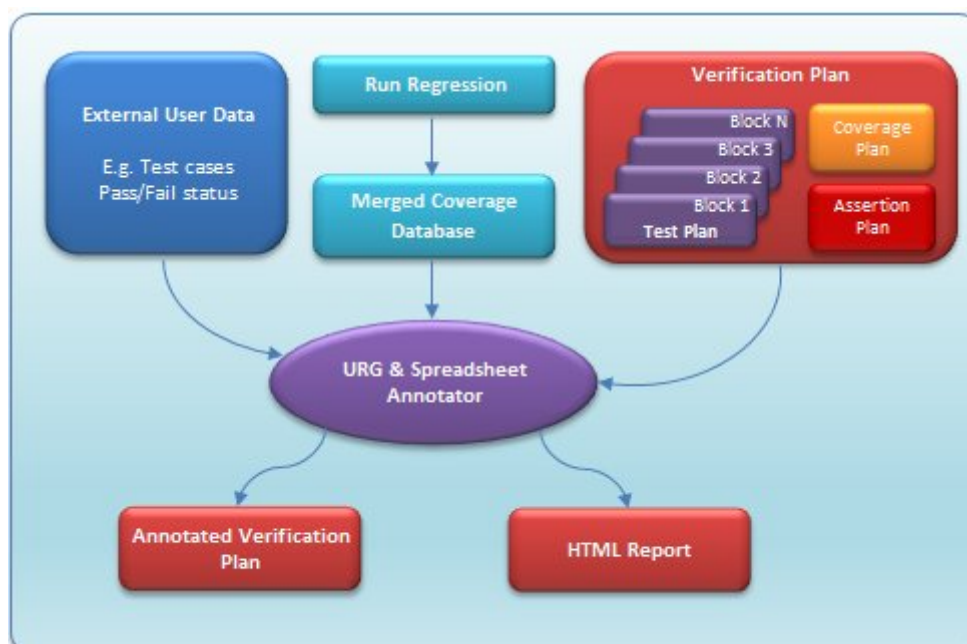 External User Data
E.g. Test cases
Pass/Fail status
Run Regression
Merged Coverage
Database
Verification Plan
Block N
Block 3
Block 2
Block 1
Test Plan
Coverage
Plan
Assertion
Plan
URG & Spreadsheet
Annotator
Annotated Verification
Plan
HTML Report